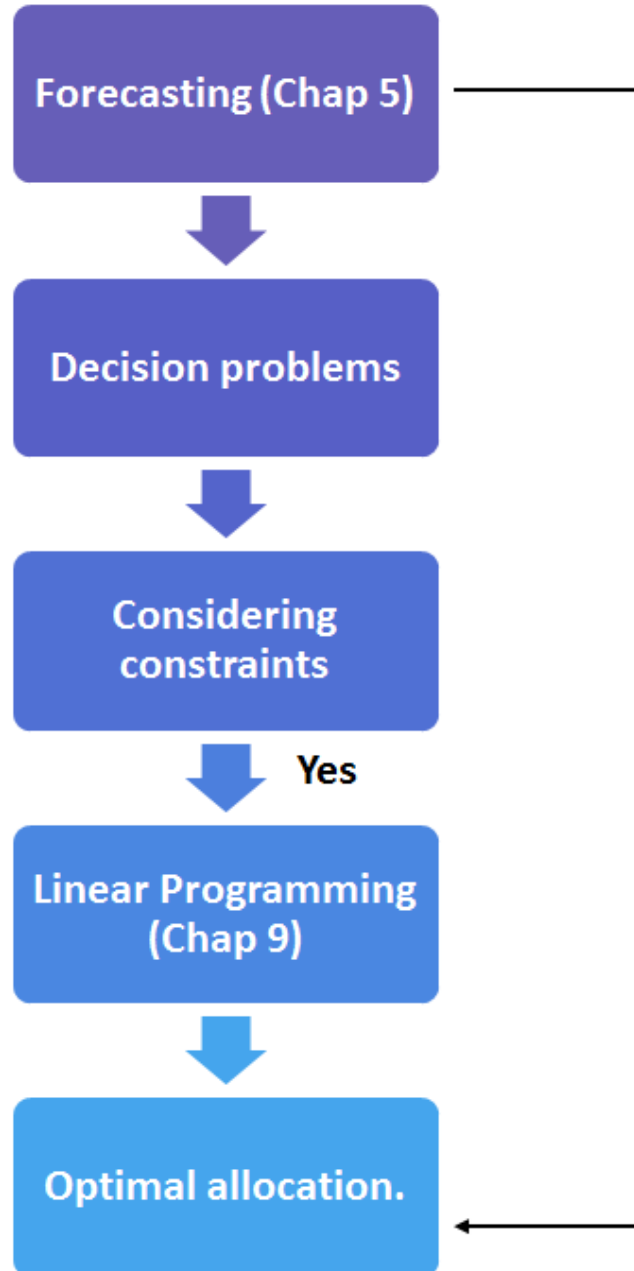 Forecasting (Chap 5)
Decision problems
Considering
constraints
Yes
Linear Programming
(Chap 9)
Optimal allocation.